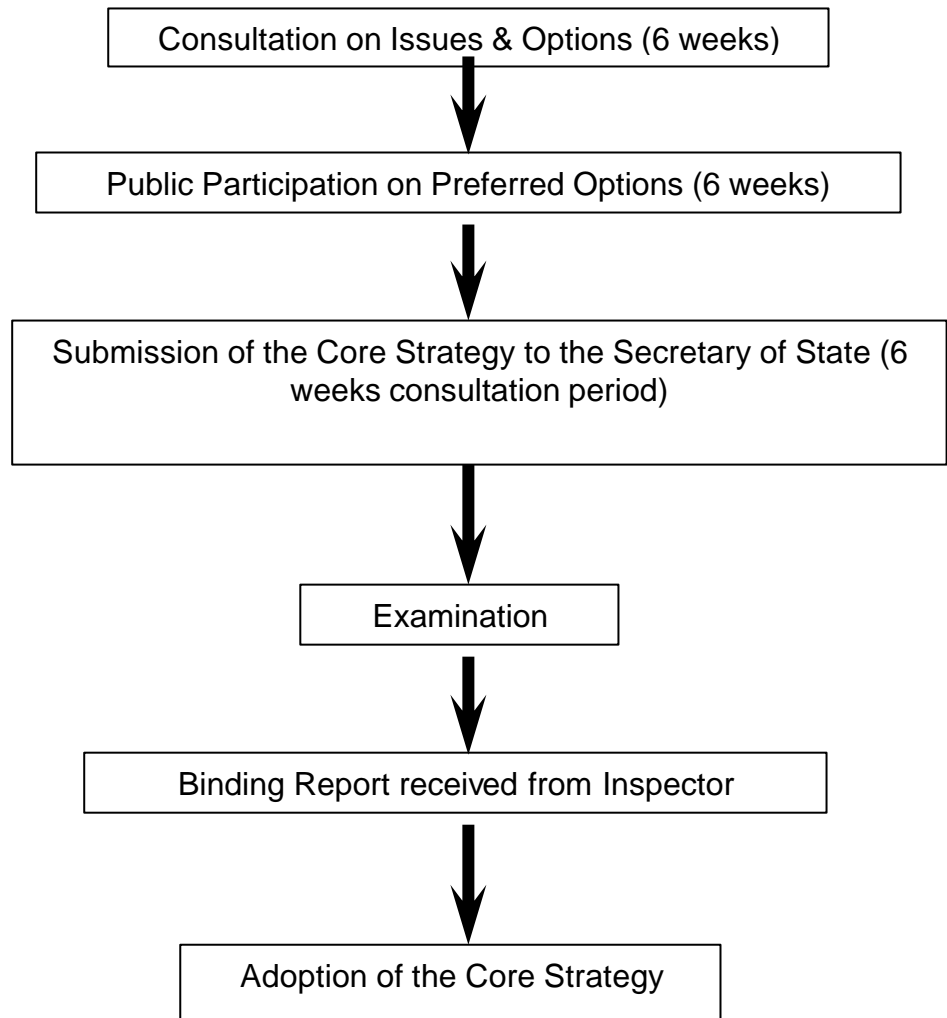 Consultation on Issues & Options (6 weeks)
Public Participation on Preferred Options (6 weeks)
Submission of the Core Strategy to the Secretary of State (6
weeks consultation period)
Examination
Binding Report received from Inspector
Adoption of the Core Strategy